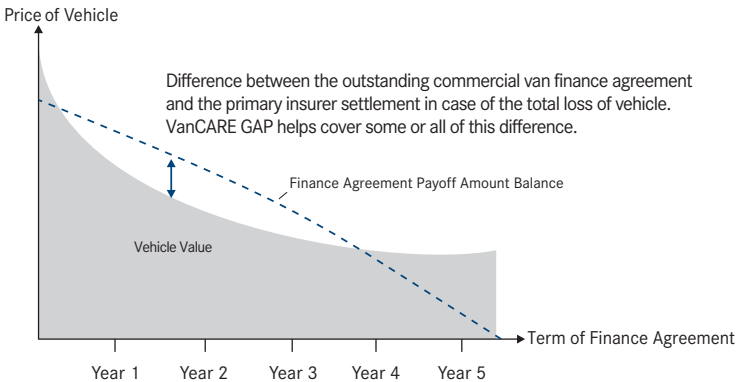 Price of Vehicle
Difference between the outstanding commercial van finance agreement
and the primary insurer settlement in case of the total loss of vehicle.
VanCARE GAP helps cover some or all of this difference.
Finance Agreement Payoff Amount Balance
Vehicle Value
Term of Finance Agreement
Year 1
Year 2
Year 3
Year 4
Year 5